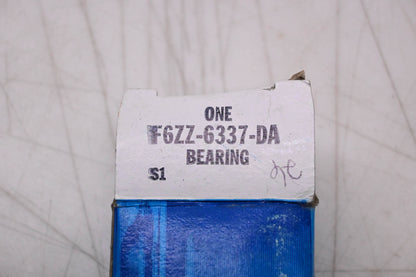 ONE
F6ZZ-6337-DA
BEARING
S1